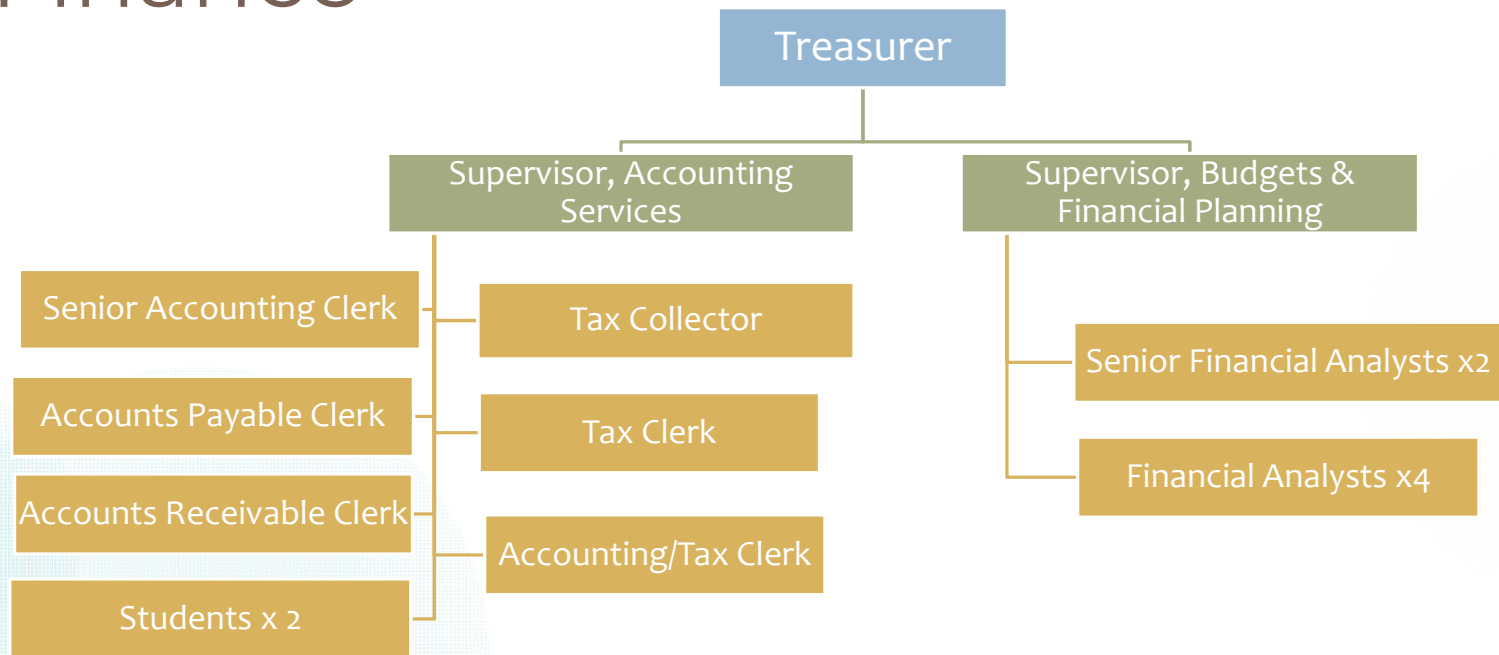 Finance
Treasurer
Supervisor, Accounting
Services
Supervisor, Budgets &
Financial Planning
Senior Accounting Clerk
Tax Collector
Senior Financial Analysts x2
Accounts Payable Clerk
Tax Clerk
Financial Analysts x4
Accounts Receivable Clerk
Accounting/Tax Clerk
Students x 2